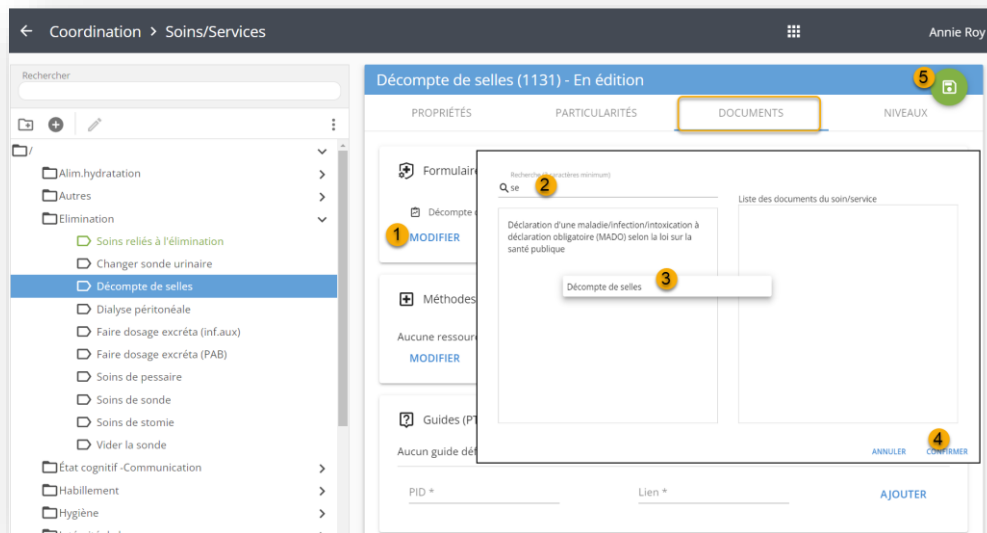 Coordination > Soins/Services
Annie Roy
Rechercher
/
Alim.hydratation
Autres
Elimination
Soins reliés à l'élimination
Changer sonde urinaire
Décompte de selles
Dialyse péritonéale
Faire dosage excréta (inf.aux)
Faire dosage excréta (PAB)
Soins de pessaire
Soins de sonde
Soins de stomie
Vider la sonde
État cognitif -Communication
Habillement
Hygiène
Décompte de selles (1131) - En édition
5
PROPRIÉTÉS
PARTICULARITÉS
DOCUMENTS
NIVEAUX
Formulair
Décompte
1
MODIFIER
Méthodes
Aucune ressour
MODIFIER
Guides (PT
Aucun guide déf
PID *
Lien *
AJOUTER
Recherche
caractères minimum)
se
2
Liste des documents du soin/service
Déclaration d'une maladie/infection/intoxication à
déclaration obligatoire (MADO) selon la loi sur la
santé publique
Décompte de selles
3
4
ANNULER
CONFIRMER